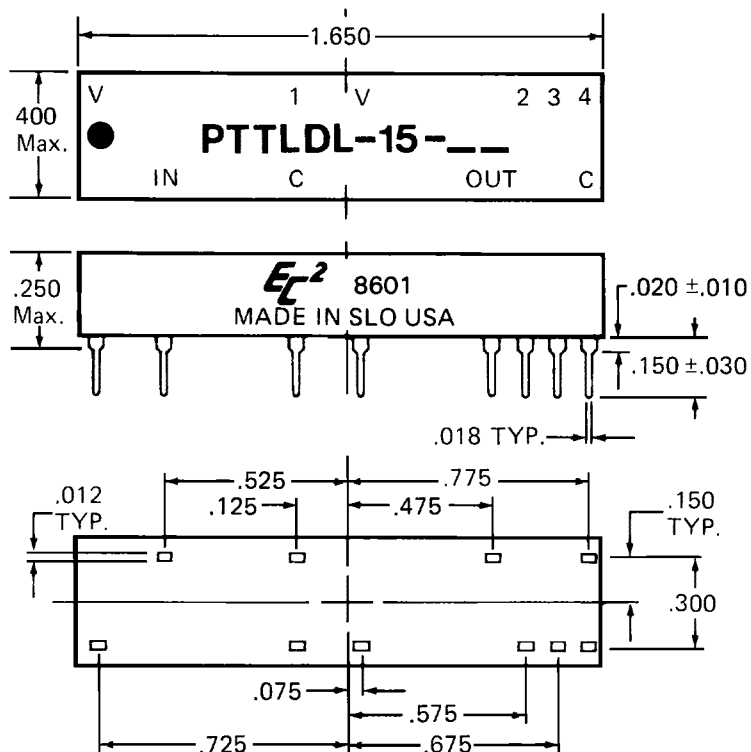 1.650
V 1 V 2 3 4
400
Max.
PTTLDL-15-__
IN C OUT C
.250
Max.
EC² 8601
MADE IN SLO USA
.020 ±.010
.150 ±.030
.018 TYP.
.525 .775
.012
TYP.
.125 .475
.150
TYP.
.300
.075
.575
.725 .675